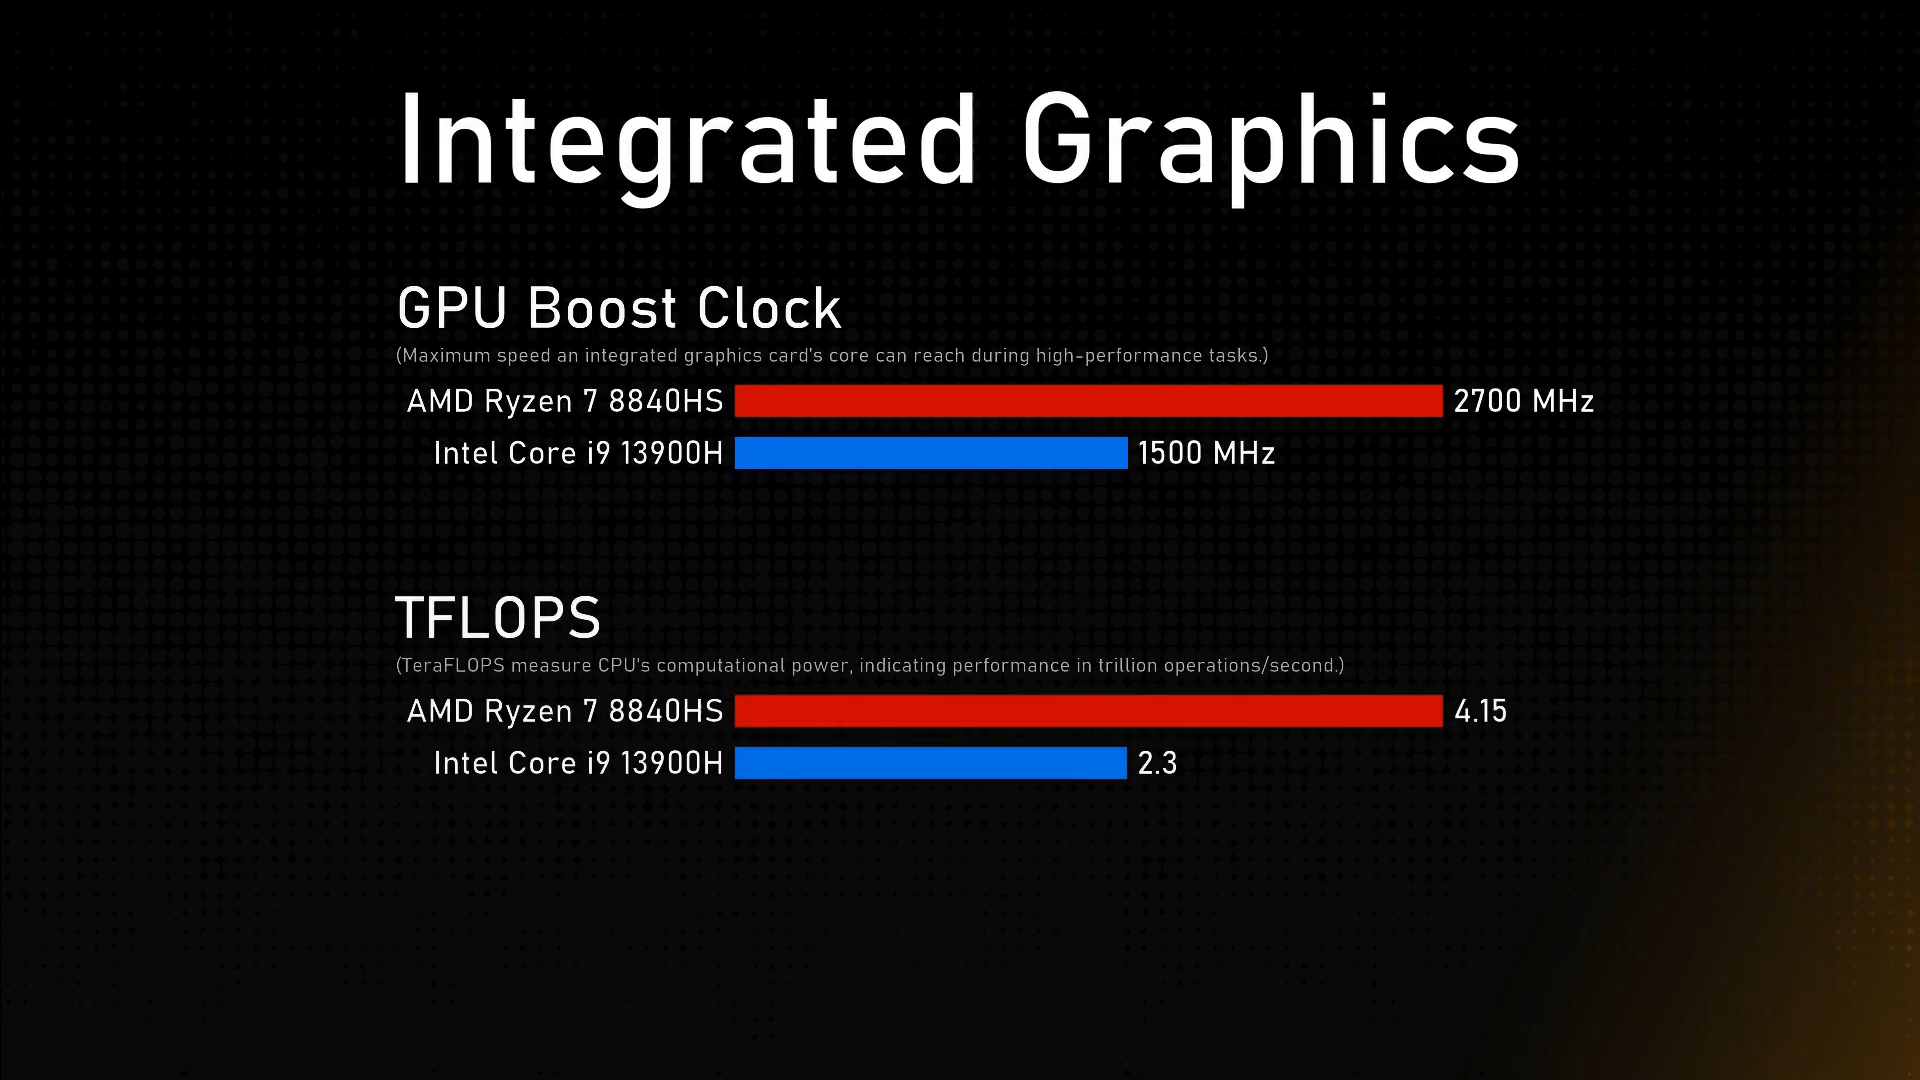 Integrated Graphics
GPU Boost Clock
(Maximum speed an integrated graphics card's core can reach during high-performance tasks.)
AMD Ryzen 7 8840HS 2700 MHz
Intel Core i9 13900H 1500 MHz
TFLOPS
(TeraFLOPS measure CPU's computational power, indicating performance in trillion operations/second.)
AMD Ryzen 7 8840HS 4.15
Intel Core i9 13900H 2.3